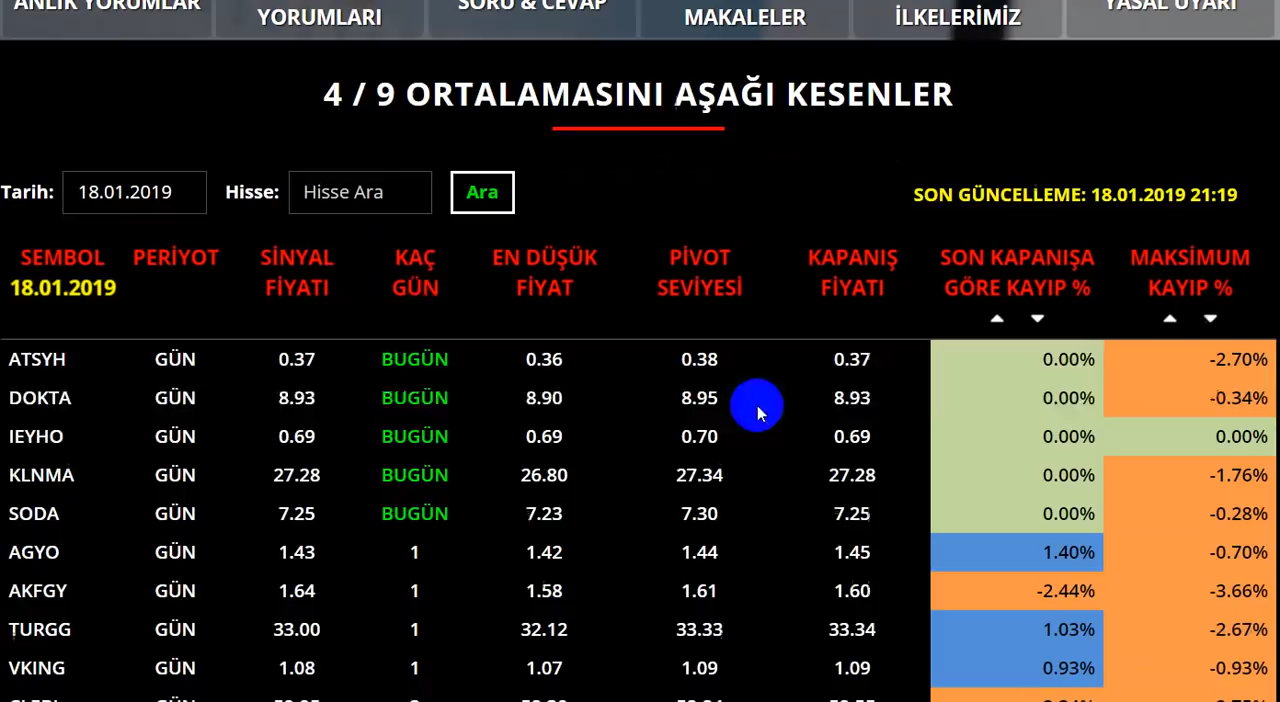 ANLIK YORUMLAR
YORUMLARI
SORU & CEVAP
MAKALELER
İLKELERİMİZ
YASAL UYARI
4 / 9 ORTALAMASINI AŞAĞI KESENLER
Tarih: 18.01.2019 Hisse: Hisse Ara Ara
SON GÜNCELLEME: 18.01.2019 21:19
SEMBOL PERİYOT SİNYAL KAÇ EN DÜŞÜK PİVOT KAPANIŞ SON KAPANIŞA MAKSİMUM
18.01.2019 FİYATI GÜN FİYAT SEVİYESİ FİYATI GÖRE KAYIP % KAYIP %
ATSYH GÜN 0.37 BUGÜN 0.36 0.38 0.37 0.00% -2.70%
DOKTA GÜN 8.93 BUGÜN 8.90 8.95 8.93 0.00% -0.34%
IEYHO GÜN 0.69 BUGÜN 0.69 0.70 0.69 0.00% 0.00%
KLNMA GÜN 27.28 BUGÜN 26.80 27.34 27.28 0.00% -1.76%
SODA GÜN 7.25 BUGÜN 7.23 7.30 7.25 0.00% -0.28%
AGYO GÜN 1.43 1 1.42 1.44 1.45 1.40% -0.70%
AKFGY GÜN 1.64 1 1.58 1.61 1.60 -2.44% -3.66%
TURGG GÜN 33.00 1 32.12 33.33 33.34 1.03% -2.67%
VKING GÜN 1.08 1 1.07 1.09 1.09 0.93% -0.93%